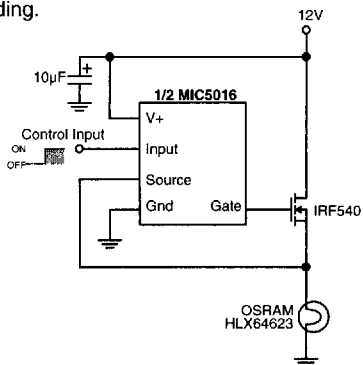 ding.
12V
+
10µF
1/2 MIC5016
V+
Control Input
ON
OFF
Input
Source
Gnd
Gate
IRF540
OSRAM
HLX64623